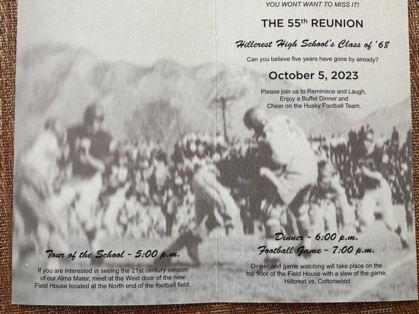 YOU WONT WANT TO MISS IT!
THE 55th REUNION
Hillcrest High School's Class of '68
Can you believe five years have gone by already?
October 5, 2023
Please join us to Reminisce and Laugh,
Enjoy a Buffet Dinner and
Cheer on the Husky Football Team.
Tour of the School - 5:00 p.m.
If you are interested in seeing the 21st century version
of our Alma Mater, meet at the West door of the new
Field House located at the North end of the football field.
Dinner - 6:00 p.m.
Football Game - 7:00 p.m.
Dinner and game watching will take place on the
top floor of the Field House with a view of the game,
Hillcrest vs. Cottonwood